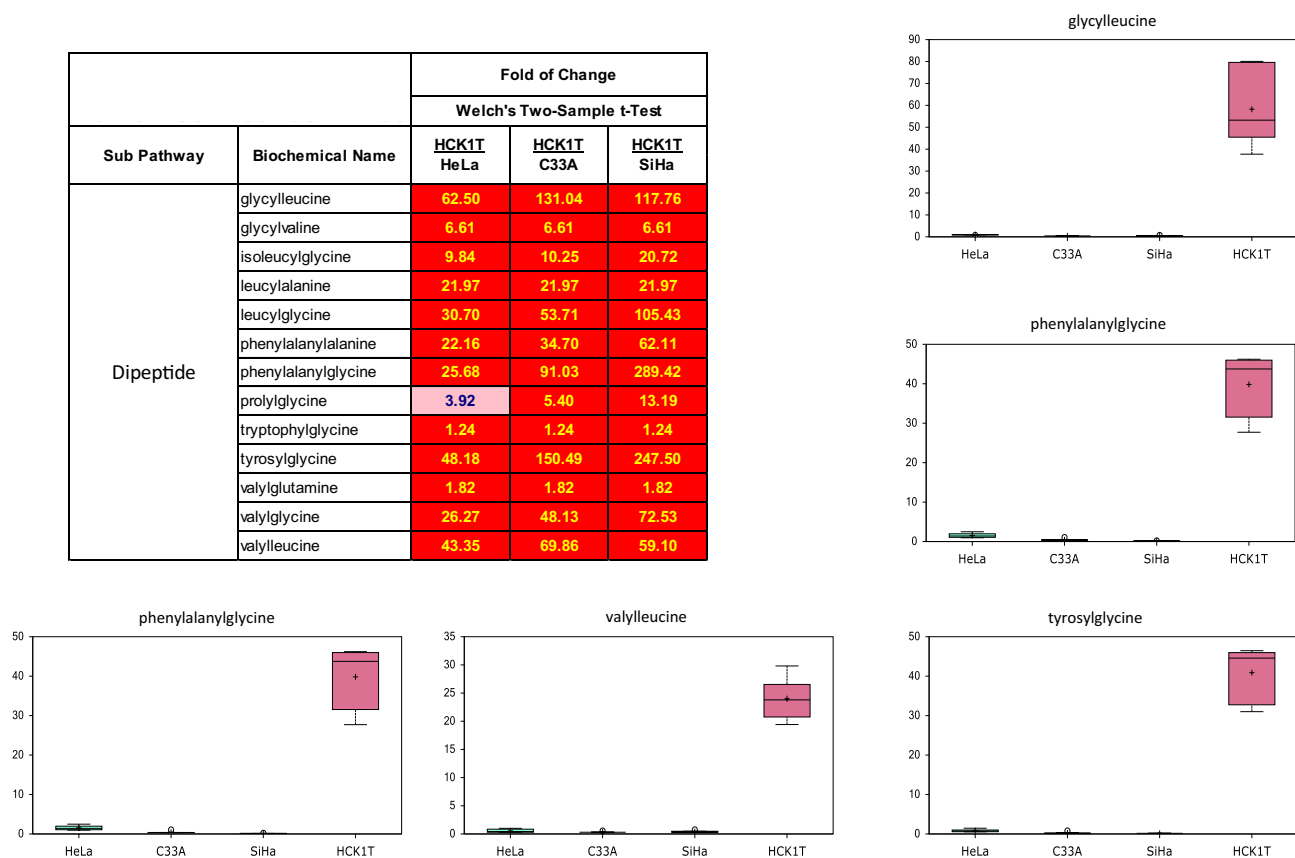 Fold of Change
Welch's Two-Sample t-Test
Sub Pathway Biochemical Name HCK1T HCK1T HCK1T
HeLa C33A SiHa
Dipeptide
glycylleucine 62.50 131.04 117.76
glycylvaline 6.61 6.61 6.61
isoleucylglycine 9.84 10.25 20.72
leucylalanine 21.97 21.97 21.97
leucylglycine 30.70 53.71 105.43
phenylalanylalanine 22.16 34.70 62.11
phenylalanylglycine 25.68 91.03 289.42
prolylglycine 3.92 5.40 13.19
tryptophylglycine 1.24 1.24 1.24
tyrosylglycine 48.18 150.49 247.50
valylglutamine 1.82 1.82 1.82
valylglycine 26.27 48.13 72.53
valylleucine 43.35 69.86 59.10
glycylleucine
90
80
70
60
50
40
30
20
10
0
HeLa C33A SiHa HCK1T
phenylalanylglycine
50
40
30
20
10
0
HeLa C33A SiHa HCK1T
phenylalanylglycine
50
40
30
20
10
0
HeLa C33A SiHa HCK1T
valylleucine
35
30
25
20
15
10
5
0
HeLa C33A SiHa HCK1T
tyrosylglycine
50
40
30
20
10
0
HeLa C33A SiHa HCK1T